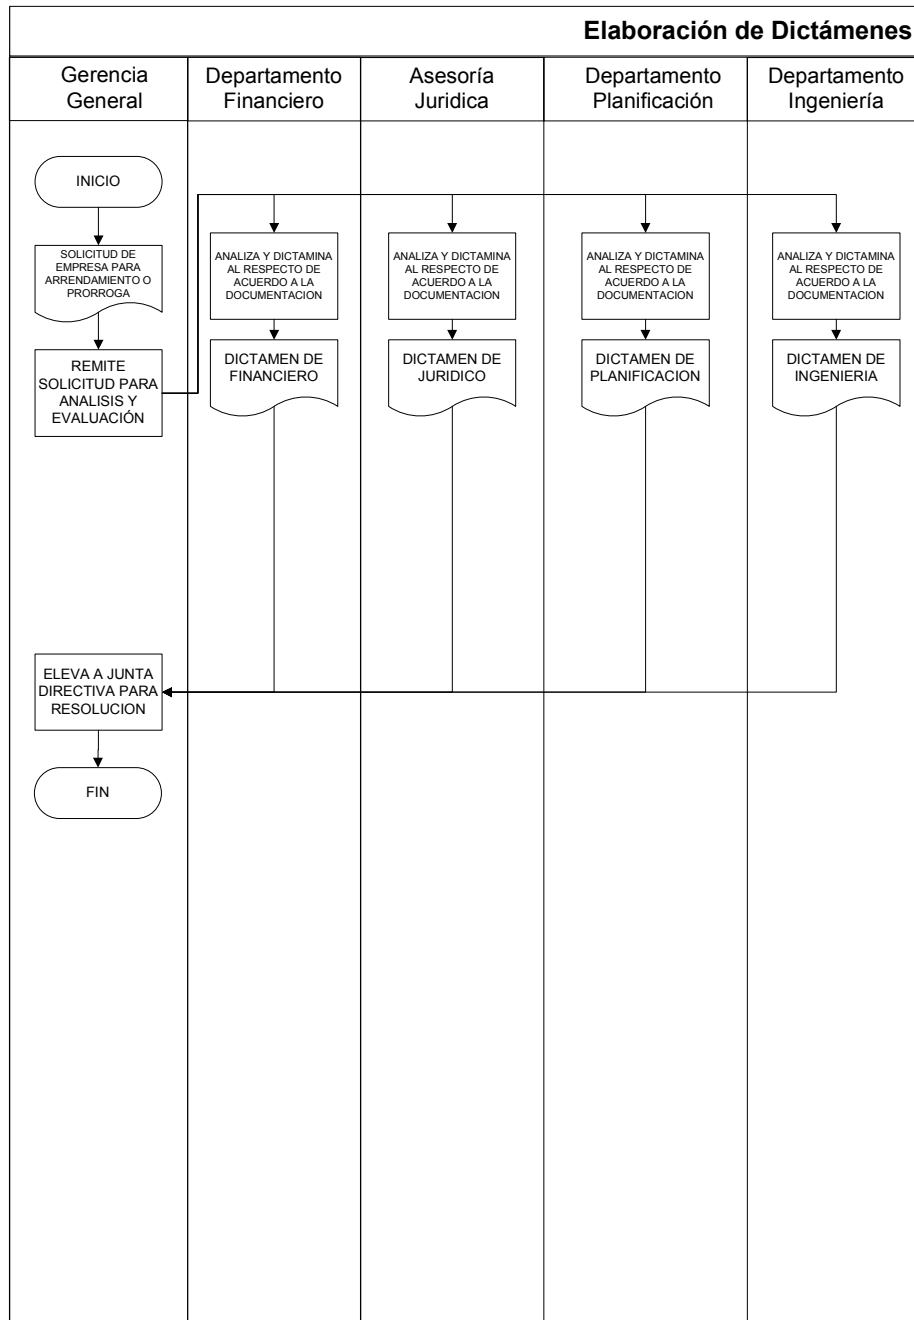 Elaboración de Dictámenes
Gerencia
General
Departamento
Financiero
Asesoría
Juridica
Departamento
Planificación
Departamento
Ingeniería
INICIO
SOLICITUD DE
EMPRESA PARA
ARRENDAMIENTO O
PRORROGA
REMITE
SOLICITUD PARA
ANALISIS Y
EVALUACIÓN
ANALIZA Y DICTAMINA
AL RESPECTO DE
ACUERDO A LA
DOCUMENTACION
DICTAMEN DE
FINANCIERO
ANALIZA Y DICTAMINA
AL RESPECTO DE
ACUERDO A LA
DOCUMENTACION
DICTAMEN DE
JURIDICO
ANALIZA Y DICTAMINA
AL RESPECTO DE
ACUERDO A LA
DOCUMENTACION
DICTAMEN DE
PLANIFICACION
ANALIZA Y DICTAMINA
AL RESPECTO DE
ACUERDO A LA
DOCUMENTACION
DICTAMEN DE
INGENIERIA
ELEVA A JUNTA
DIRECTIVA PARA
RESOLUCION
FIN